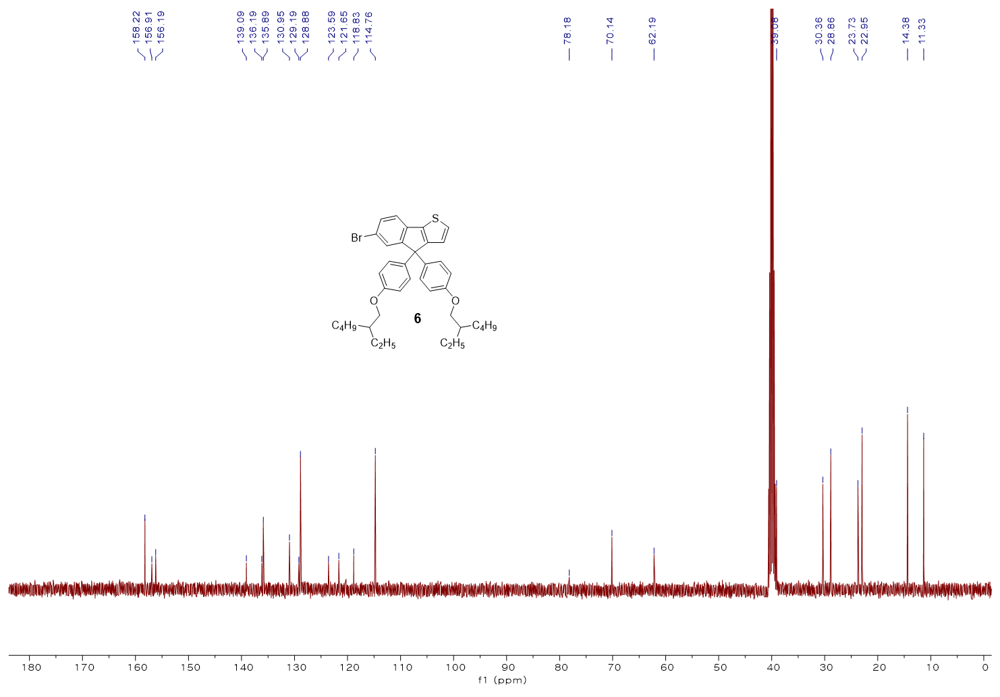 158.22
156.91
156.19
139.09
136.19
135.89
130.95
129.19
128.88
123.59
121.65
118.83
114.76
78.18
70.14
62.19
39.08
30.36
28.86
23.73
22.95
14.38
11.33
S
Br
O
O
6
C₄H₉
C₄H₉
C₂H₅
C₂H₅
180 170 160 150 140 130 120 110 100 90 80 70 60 50 40 30 20 10 0
f1 (ppm)